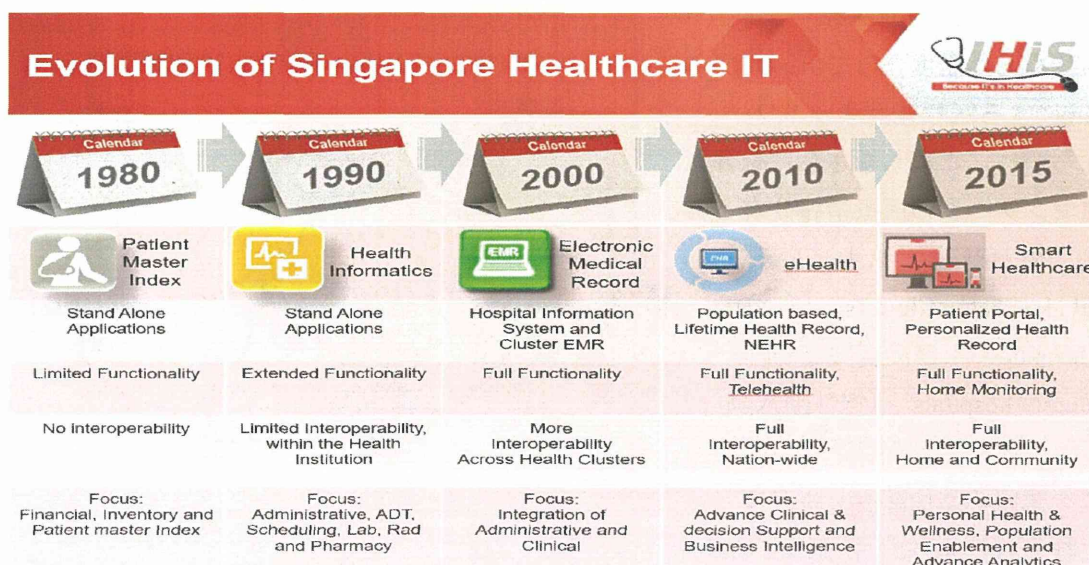 Evolution of Singapore Healthcare IT
IHiS
Because IT's in Healthcare
Calendar
1980
Calendar
1990
Calendar
2000
Calendar
2010
Calendar
2015
Patient
Master
Index
Health
Informatics
EMR
Electronic
Medical
Record
EHR
eHealth
Smart
Healthcare
Stand Alone
Applications
Stand Alone
Applications
Hospital Information
System and
Cluster EMR
Population based,
Lifetime Health Record,
NEHR
Patient Portal,
Personalized Health
Record
Limited Functionality
Extended Functionality
Full Functionality
Full Functionality,
Telehealth
Full Functionality,
Home Monitoring
No interoperability
Limited Interoperability,
within the Health
Institution
More
Interoperability
Across Health Clusters
Full
Interoperability,
Nation-wide
Full
Interoperability,
Home and Community
Focus:
Financial, Inventory and
Patient master Index
Focus:
Administrative, ADT,
Scheduling, Lab, Rad
and Pharmacy
Focus:
Integration of
Administrative and
Clinical
Focus:
Advance Clinical &
decision Support and
Business Intelligence
Focus:
Personal Health &
Wellness, Population
Enablement and
Advance Analytics